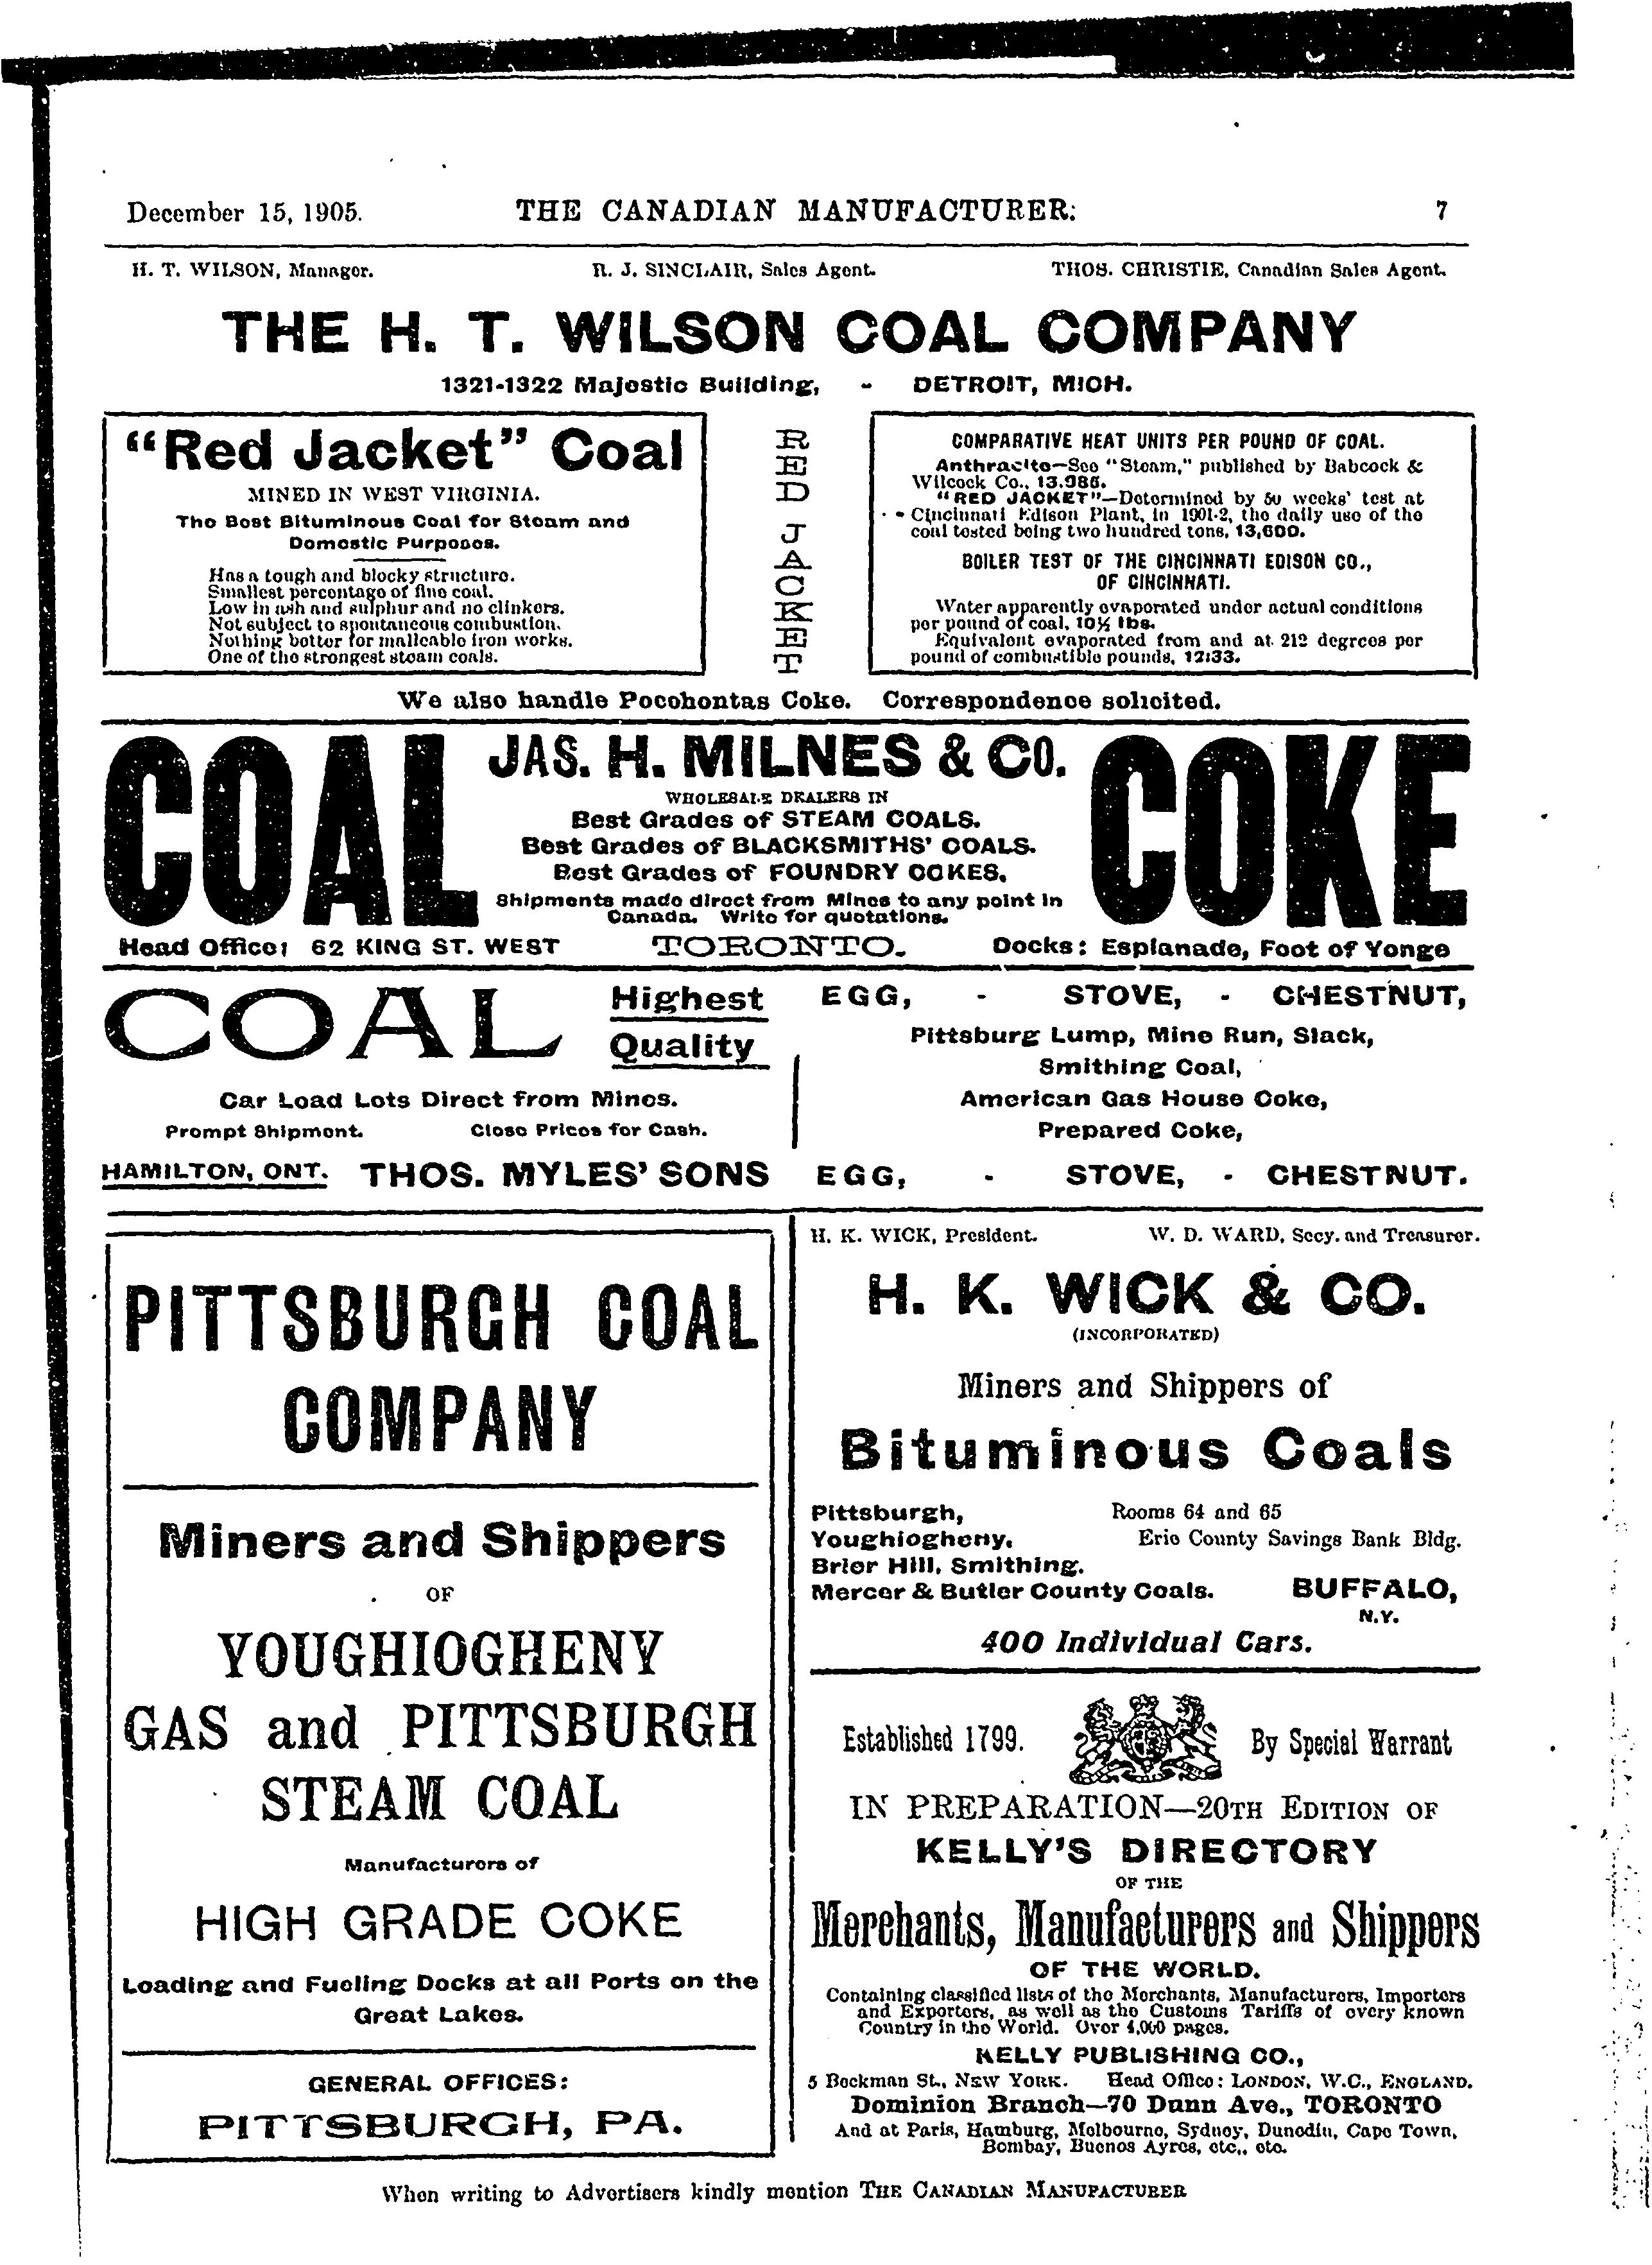 December 15, 1905. THE CANADIAN MANUFACTURER. 7
H. T. WILSON, Manager. R. J. SINCLAIR, Sales Agent. THOS. CHRISTIE, Canadian Sales Agent.
THE H. T. WILSON COAL COMPANY
1321-1322 Majestic Building, - DETROIT, MICH.
"Red Jacket" Coal
MINED IN WEST VIRGINIA.
The Best Bituminous Coal for Steam and
Domestic Purposes.
Has a tough and blocky structure.
Smallest percentage of fine coal.
Low in ash and sulphur and no clinkers.
Not subject to spontaneous combustion.
Nothing better for malleable iron works.
One of the strongest steam coals.
RED JACKET
COMPARATIVE HEAT UNITS PER POUND OF COAL.
Anthracite—See "Steam," published by Babcock &
Wilcock Co., 13.986.
"RED JACKET"—Determined by 50 weeks' test at
Cincinnati Edison Plant, in 1901-2, the daily use of the
coal tested being two hundred tons, 13,600.
BOILER TEST OF THE CINCINNATI EDISON CO.,
OF CINCINNATI.
Water apparently evaporated under actual conditions
per pound of coal, 10½ lbs.
Equivalent evaporated from and at 212 degrees per
pound of combustible pounds, 12:33.
We also handle Pocohontas Coke. Correspondence solicited.
COAL
JAS. H. MILNES & CO.
WHOLESALE DEALERS IN
Best Grades of STEAM COALS.
Best Grades of BLACKSMITHS' COALS.
Best Grades of FOUNDRY COKES.
Shipments made direct from Mines to any point in
Canada. Write for quotations.
COKE
Head Office: 62 KING ST. WEST TORONTO. Docks: Esplanade, Foot of Yonge
COAL Highest
Quality
Car Load Lots Direct from Mines.
Prompt Shipment. Close Prices for Cash.
HAMILTON, ONT. THOS. MYLES' SONS
EGG, - STOVE, - CHESTNUT,
Pittsburg Lump, Mine Run, Slack,
Smithing Coal,
American Gas House Coke,
Prepared Coke,
EGG, - STOVE, - CHESTNUT.
PITTSBURGH COAL
COMPANY
Miners and Shippers
OF
YOUGHIOGHENY
GAS and PITTSBURGH
STEAM COAL
Manufacturers of
HIGH GRADE COKE
Loading and Fueling Docks at all Ports on the
Great Lakes.
GENERAL OFFICES:
PITTSBURGH, PA.
H. K. WICK, President. W. D. WARD, Secy. and Treasurer.
H. K. WICK & CO.
(INCORPORATED)
Miners and Shippers of
Bituminous Coals
Pittsburgh, Rooms 64 and 65
Youghiogheny, Erie County Savings Bank Bldg.
Brier Hill, Smithing.
Mercer & Butler County Coals. BUFFALO,
N.Y.
400 Individual Cars.
Established 1799. By Special Warrant
IN PREPARATION—20TH EDITION OF
KELLY'S DIRECTORY
OF THE
Merchants, Manufacturers and Shippers
OF THE WORLD.
Containing classified lists of the Merchants, Manufacturers, Importers
and Exporters, as well as the Customs Tariffs of every known
Country in the World. Over 4,000 pages.
KELLY PUBLISHING CO.,
5 Beekman St., NEW YORK. Head Office: LONDON, W.C., ENGLAND.
Dominion Branch—70 Dunn Ave., TORONTO
And at Paris, Hamburg, Melbourne, Sydney, Dunedin, Cape Town,
Bombay, Buenos Ayres, etc., etc.
When writing to Advertisers kindly mention THE CANADIAN MANUFACTURER